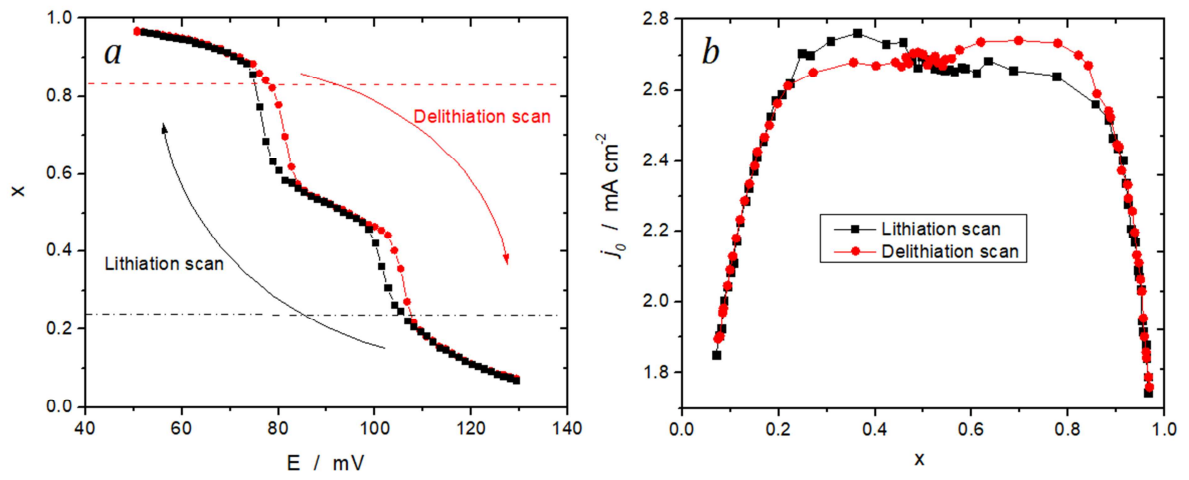 a
1.0
0.8
0.6
0.4
0.2
0.0
x
Delithiation scan
Lithiation scan
40 60 80 100 120 140
E / mV
b
2.8
2.6
2.4
2.2
2.0
1.8
j₀ / mA cm⁻²
Lithiation scan
Delithiation scan
0.0 0.2 0.4 0.6 0.8 1.0
x